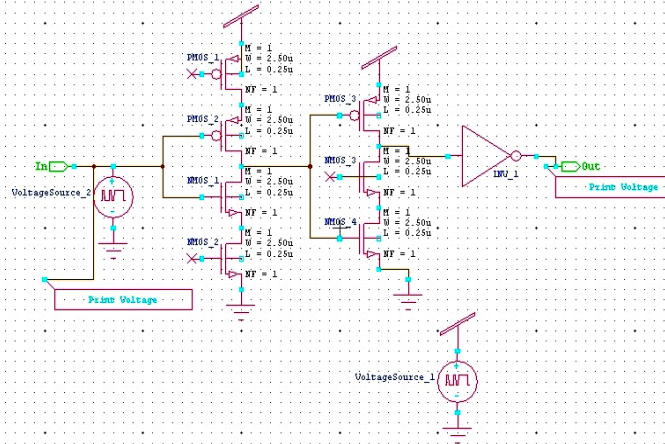 PMOS_1
M = 1
W = 2.50u
L = 0.25u
NF = 1
PMOS_2
M = 1
W = 2.50u
L = 0.25u
NF = 1
PMOS_3
M = 1
W = 2.50u
L = 0.25u
NF = 1
In
VoltageSource_2
NMOS_1
M = 1
W = 2.50u
L = 0.25u
NF = 1
NMOS_3
M = 1
W = 2.50u
L = 0.25u
NF = 1
INV_1
Out
Print Voltage
NMOS_2
M = 1
W = 2.50u
L = 0.25u
NF = 1
NMOS_4
M = 1
W = 2.50u
L = 0.25u
NF = 1
Print Voltage
VoltageSource_1